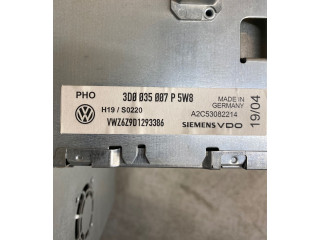 PHO
3D0 035 007 P 5W8
MADE IN
GERMANY
H19 / S0220
A2C53082214
VWZ6Z9D1293386
SIEMENS VDO
19/04